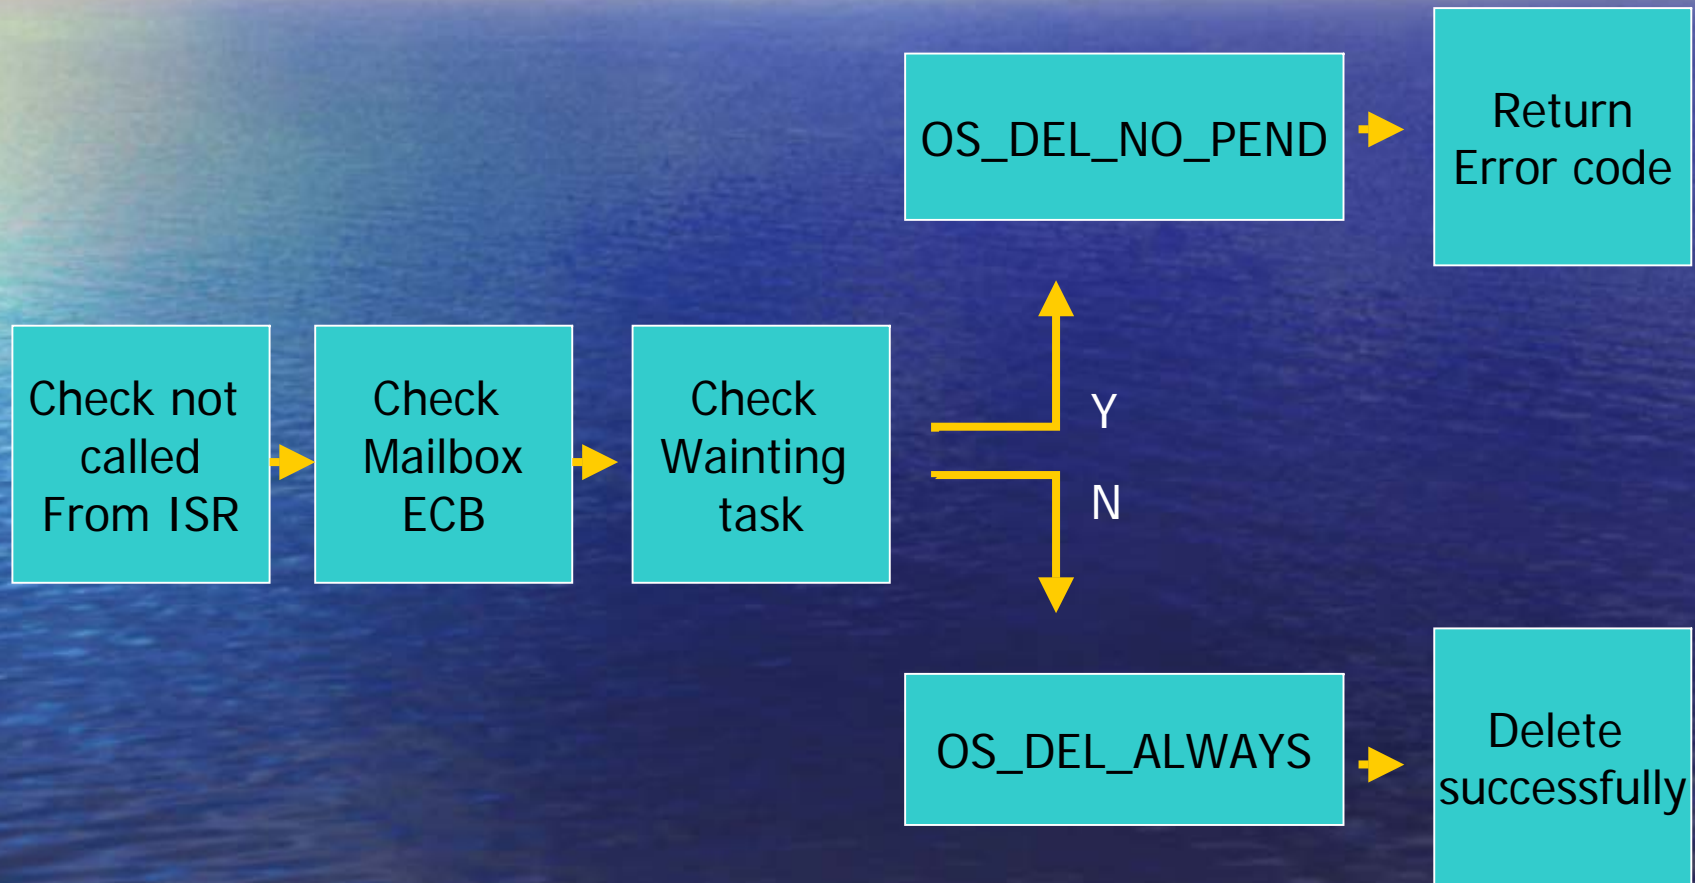 Check not
called
From ISR
Check
Mailbox
ECB
Check
Wainting
task
Y
N
OS_DEL_NO_PEND
Return
Error code
OS_DEL_ALWAYS
Delete
successfully